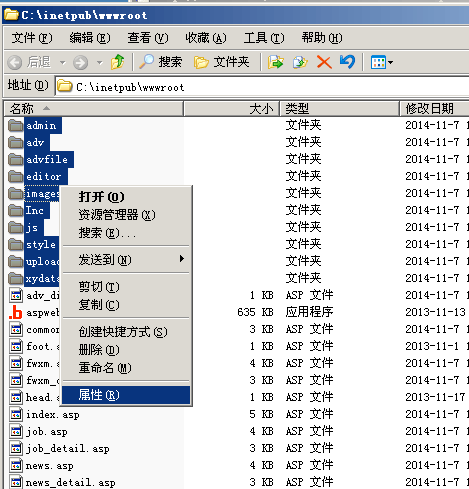 C:\inetpub\wwwroot
文件(F) 编辑(E) 查看(V) 收藏(A) 工具(T) 帮助(H)
后退 搜索 文件夹
地址(D) C:\inetpub\wwwroot
名称 大小 类型 修改日期
admin 文件夹 2014-11-7 1
adv 文件夹 2014-11-7 1
advfile 文件夹 2014-11-7 1
editor 文件夹 2014-11-7 1
images 文件夹 2014-11-7 1
Inc 文件夹 2014-11-7 1
js 文件夹 2014-11-7 1
style 文件夹 2014-11-7 1
upload 文件夹 2014-11-7 1
xydata 文件夹 2014-11-7 1
adv_di 1 KB ASP 文件 2014-11-7 1
aspweb 635 KB 应用程序 2013-11-13
common 3 KB ASP 文件 2014-11-7 1
foot.a 1 KB ASP 文件 2013-11-1 1
fwxm.a 4 KB ASP 文件 2014-11-7 1
fwxm_d 3 KB ASP 文件 2014-11-7 1
head.a 1 KB ASP 文件 2013-11-17
index.asp 5 KB ASP 文件 2014-11-7 1
job.asp 4 KB ASP 文件 2014-11-7 1
job_detail.asp 3 KB ASP 文件 2014-11-7 1
news.asp 4 KB ASP 文件 2014-11-7 1
news_detail.asp 3 KB ASP 文件 2014-11-7 1
打开(O)
资源管理器(X)
搜索(E)...
发送到(N)
剪切(T)
复制(C)
创建快捷方式(S)
删除(D)
重命名(M)
属性(R)